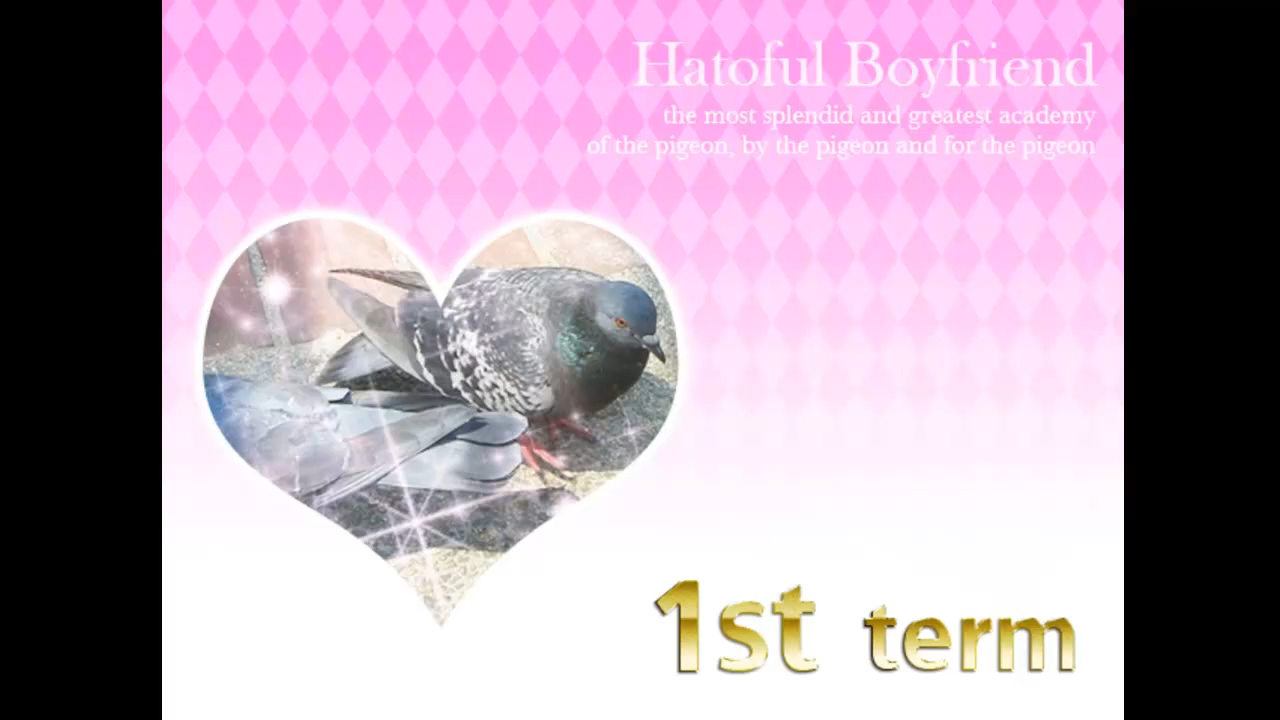 Hatoful Boyfriend
the most splendid and greatest academy
of the pigeon, by the pigeon and for the pigeon
1st term